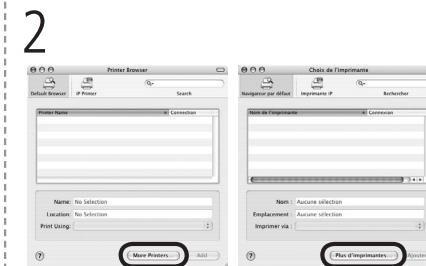 2
Printer Browser
Default Browser IP Printer Search
Printer Name Connection
Name: No Selection
Location: No Selection
Print Using:
? More Printers... Add
Choix de l'imprimante
Navigateur par défaut Imprimante IP Rechercher
Nom de l'imprimante Connexion
Nom : Aucune sélection
Emplacement : Aucune sélection
Imprimer via :
? Plus d'imprimantes... Ajouter